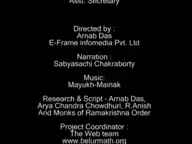 Asst. Secretary
Directed by :
Arnab Das
E-Frame infomedia Pvt. Ltd
Narration :
Sabyasachi Chakraborty
Music:
Mayukh-Mainak
Research & Script - Arnab Das,
Arya Chandra Chowdhuri, R.Anish
And Monks of Ramakrishna Order
Project Coordinator :
The Web team
www.belurmath.org